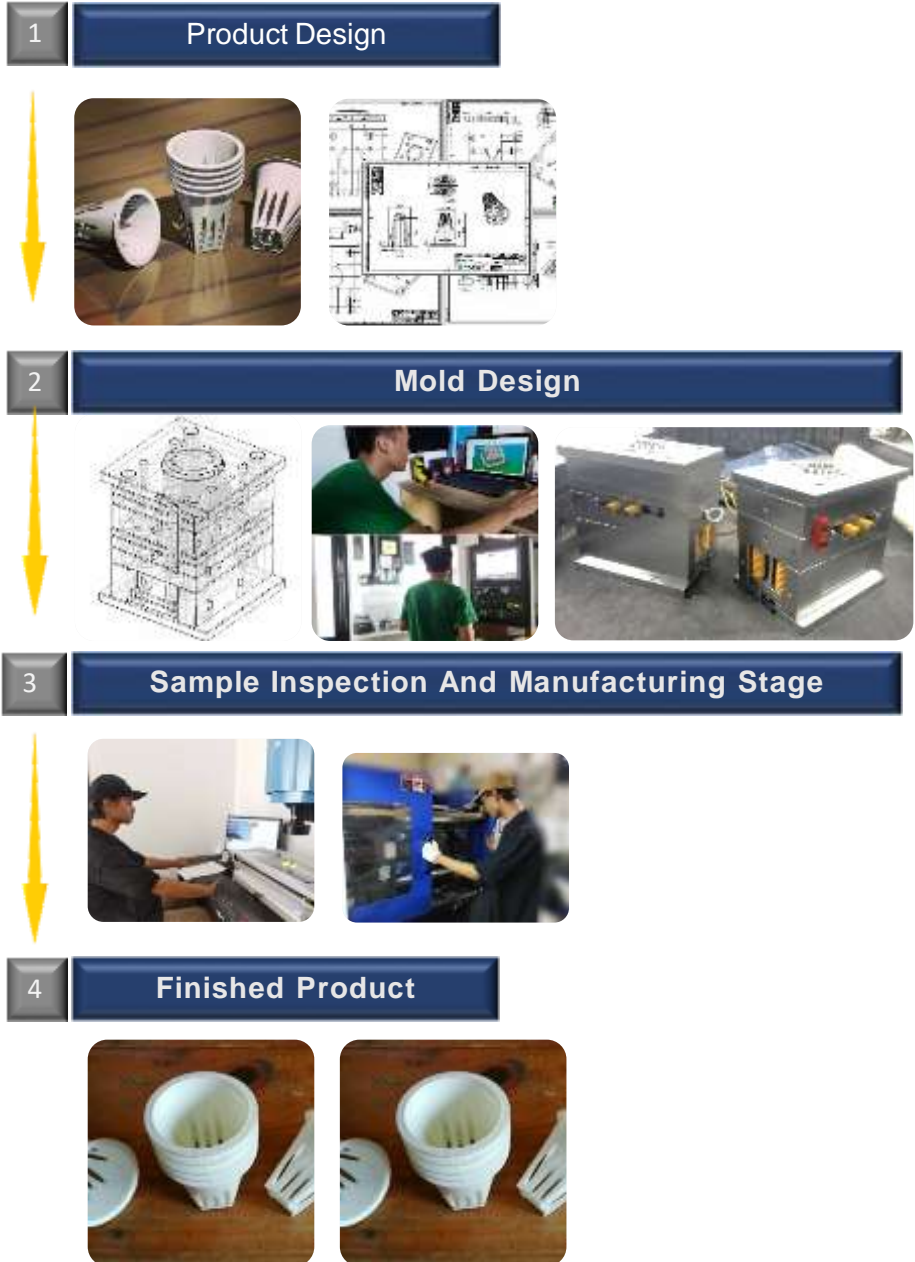 1
Product Design
2
Mold Design
3
Sample Inspection And Manufacturing Stage
4
Finished Product